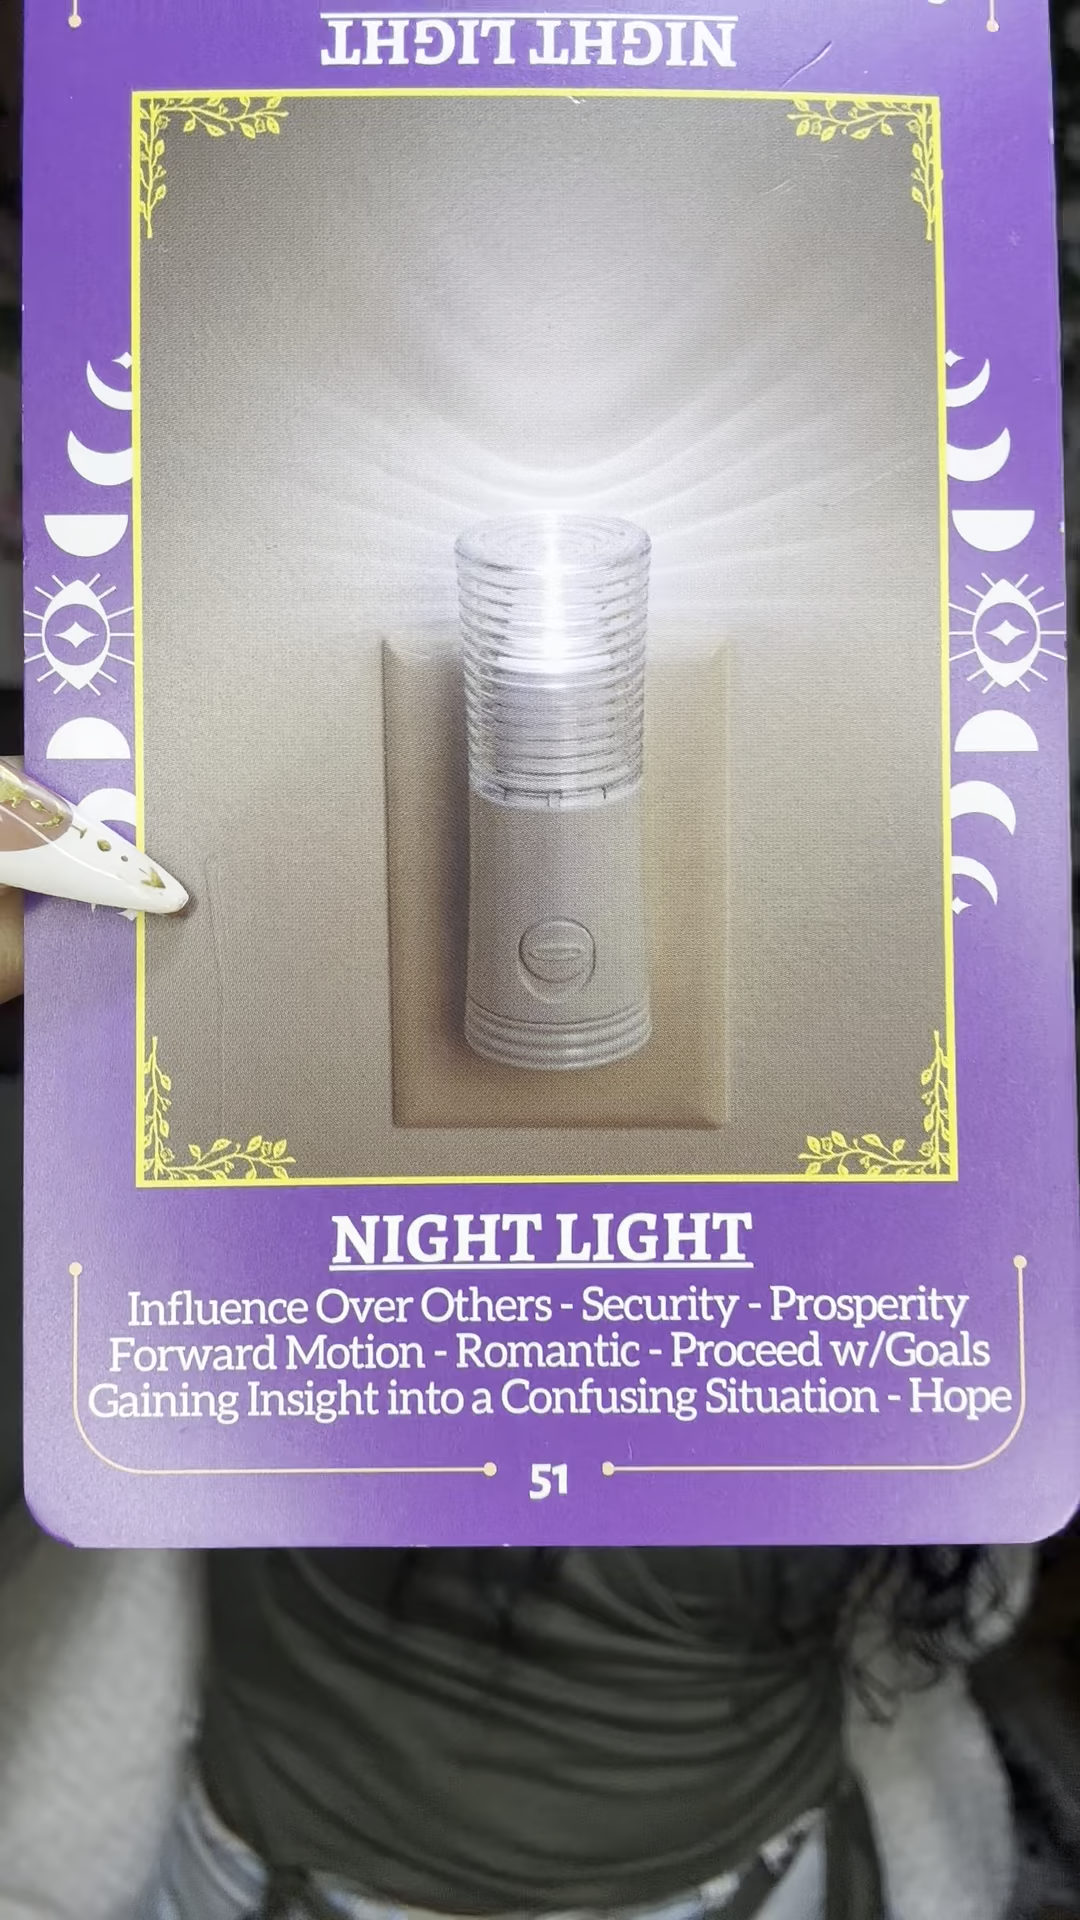 NIGHT LIGHT
NIGHT LIGHT
Influence Over Others - Security - Prosperity
Forward Motion - Romantic - Proceed w/Goals
Gaining Insight into a Confusing Situation - Hope
51